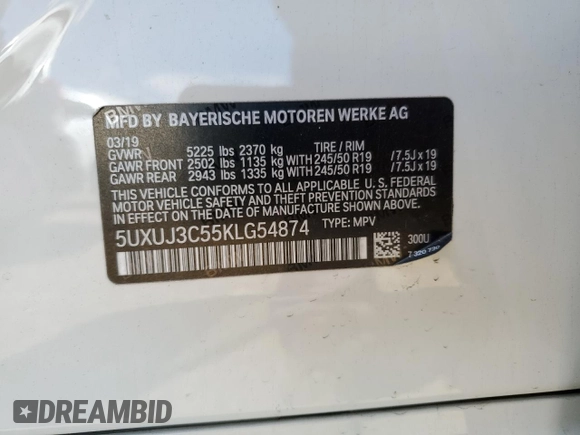 MFD BY BAYERISCHE MOTOREN WERKE AG
03/19
GVWR 5225 lbs 2370 kg TIRE / RIM
GAWR FRONT 2502 lbs 1135 kg WITH 245/50 R19 /7.5J x 19
GAWR REAR 2943 lbs 1335 kg WITH 245/50 R19 /7.5J x 19
THIS VEHICLE CONFORMS TO ALL APPLICABLE U.S. FEDERAL
MOTOR VEHICLE SAFETY AND THEFT PREVENTION STANDARDS
IN EFFECT ON THE DATE OF MANUFACTURE SHOWN ABOVE.
5UXUJ3C55KLG54874 TYPE: MPV
300U
7 320 730
DREAMBID